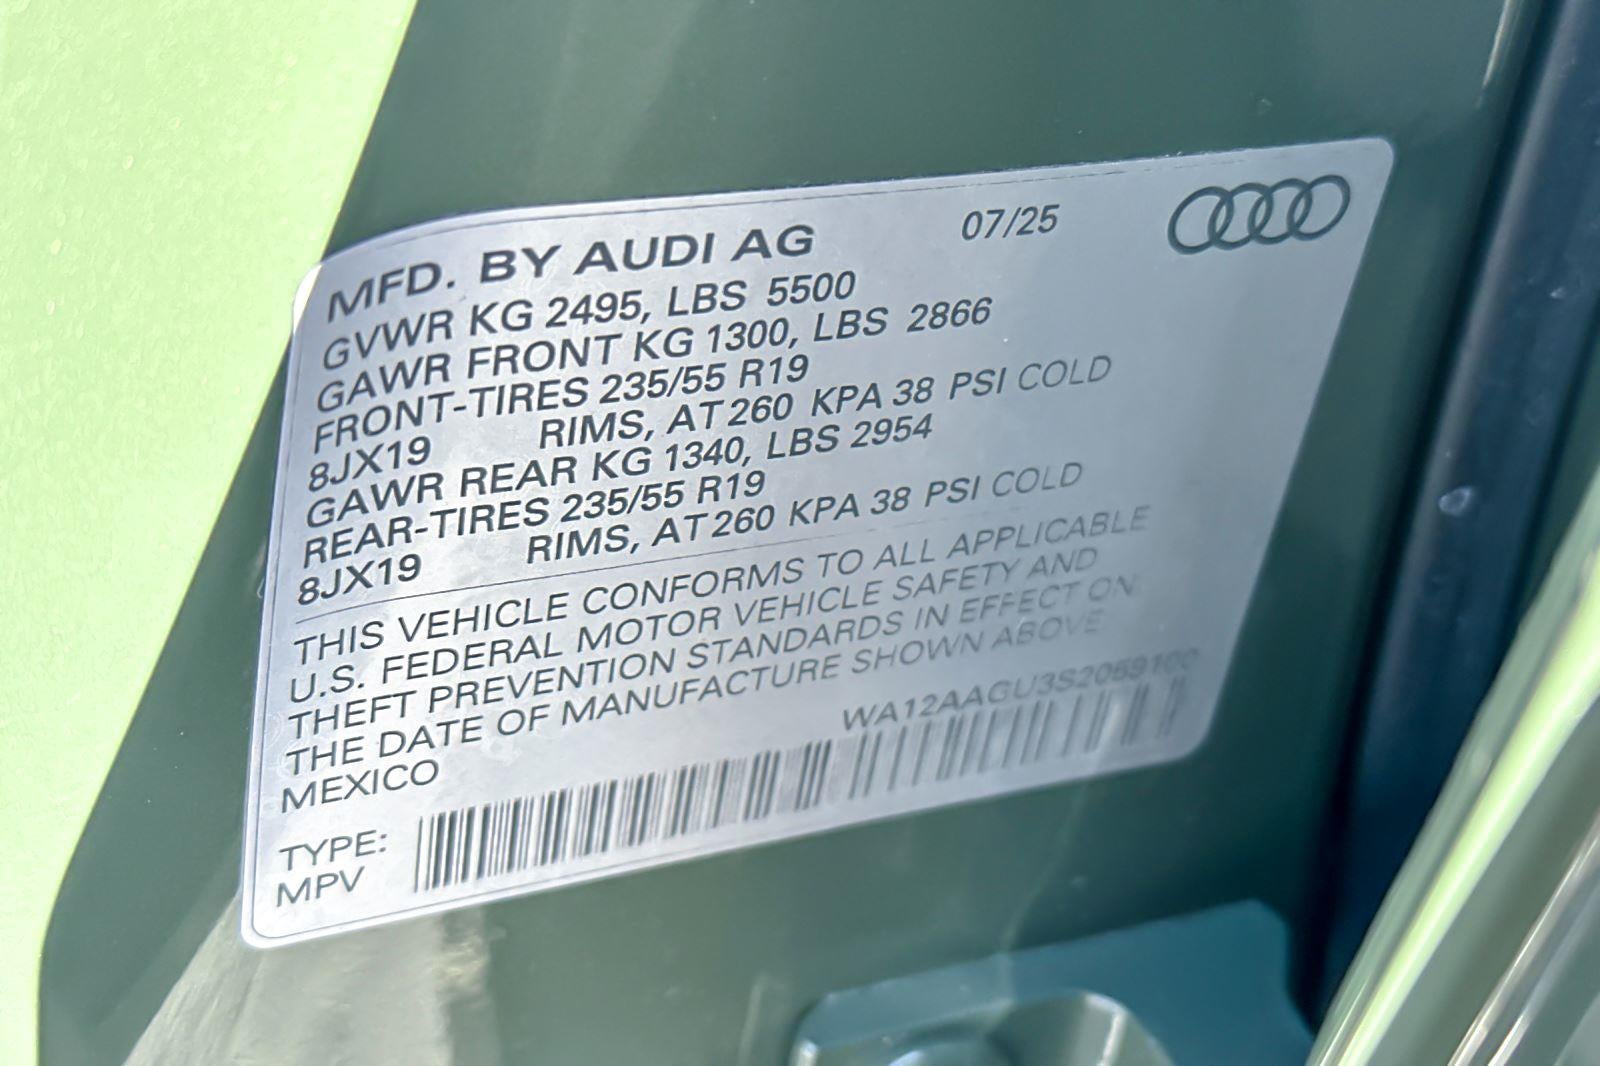 MFD. BY AUDI AG 07/25
GVWR KG 2495, LBS 5500
GAWR FRONT KG 1300, LBS 2866
FRONT-TIRES 235/55 R19
8JX19 RIMS, AT 260 KPA 38 PSI COLD
GAWR REAR KG 1340, LBS 2954
REAR-TIRES 235/55 R19
8JX19 RIMS, AT 260 KPA 38 PSI COLD
THIS VEHICLE CONFORMS TO ALL APPLICABLE
U.S. FEDERAL MOTOR VEHICLE SAFETY AND
THEFT PREVENTION STANDARDS IN EFFECT ON
THE DATE OF MANUFACTURE SHOWN ABOVE
MEXICO
WA12AAGU3S2059100
TYPE:
MPV